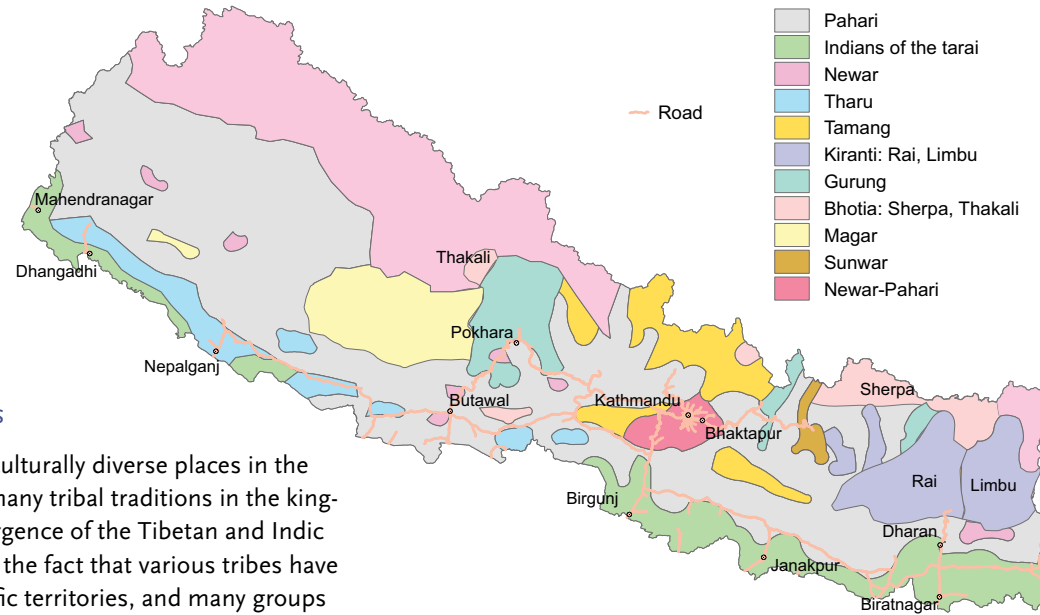 Pahari
Indians of the tarai
Newar
Tharu
Tamang
Kiranti: Rai, Limbu
Gurung
Bhotia: Sherpa, Thakali
Magar
Sunwar
Newar-Pahari
Road
Mahendranagar
Dhangadhi
Nepalganj
Thakali
Pokhara
Butawal
Kathmandu
Bhaktapur
Sherpa
Rai
Limbu
Birgunj
Dharan
Janakpur
Biratnagar
s
culturally diverse places in the
many tribal traditions in the king-
rgence of the Tibetan and Indic
the fact that various tribes have
fic territories, and many groups